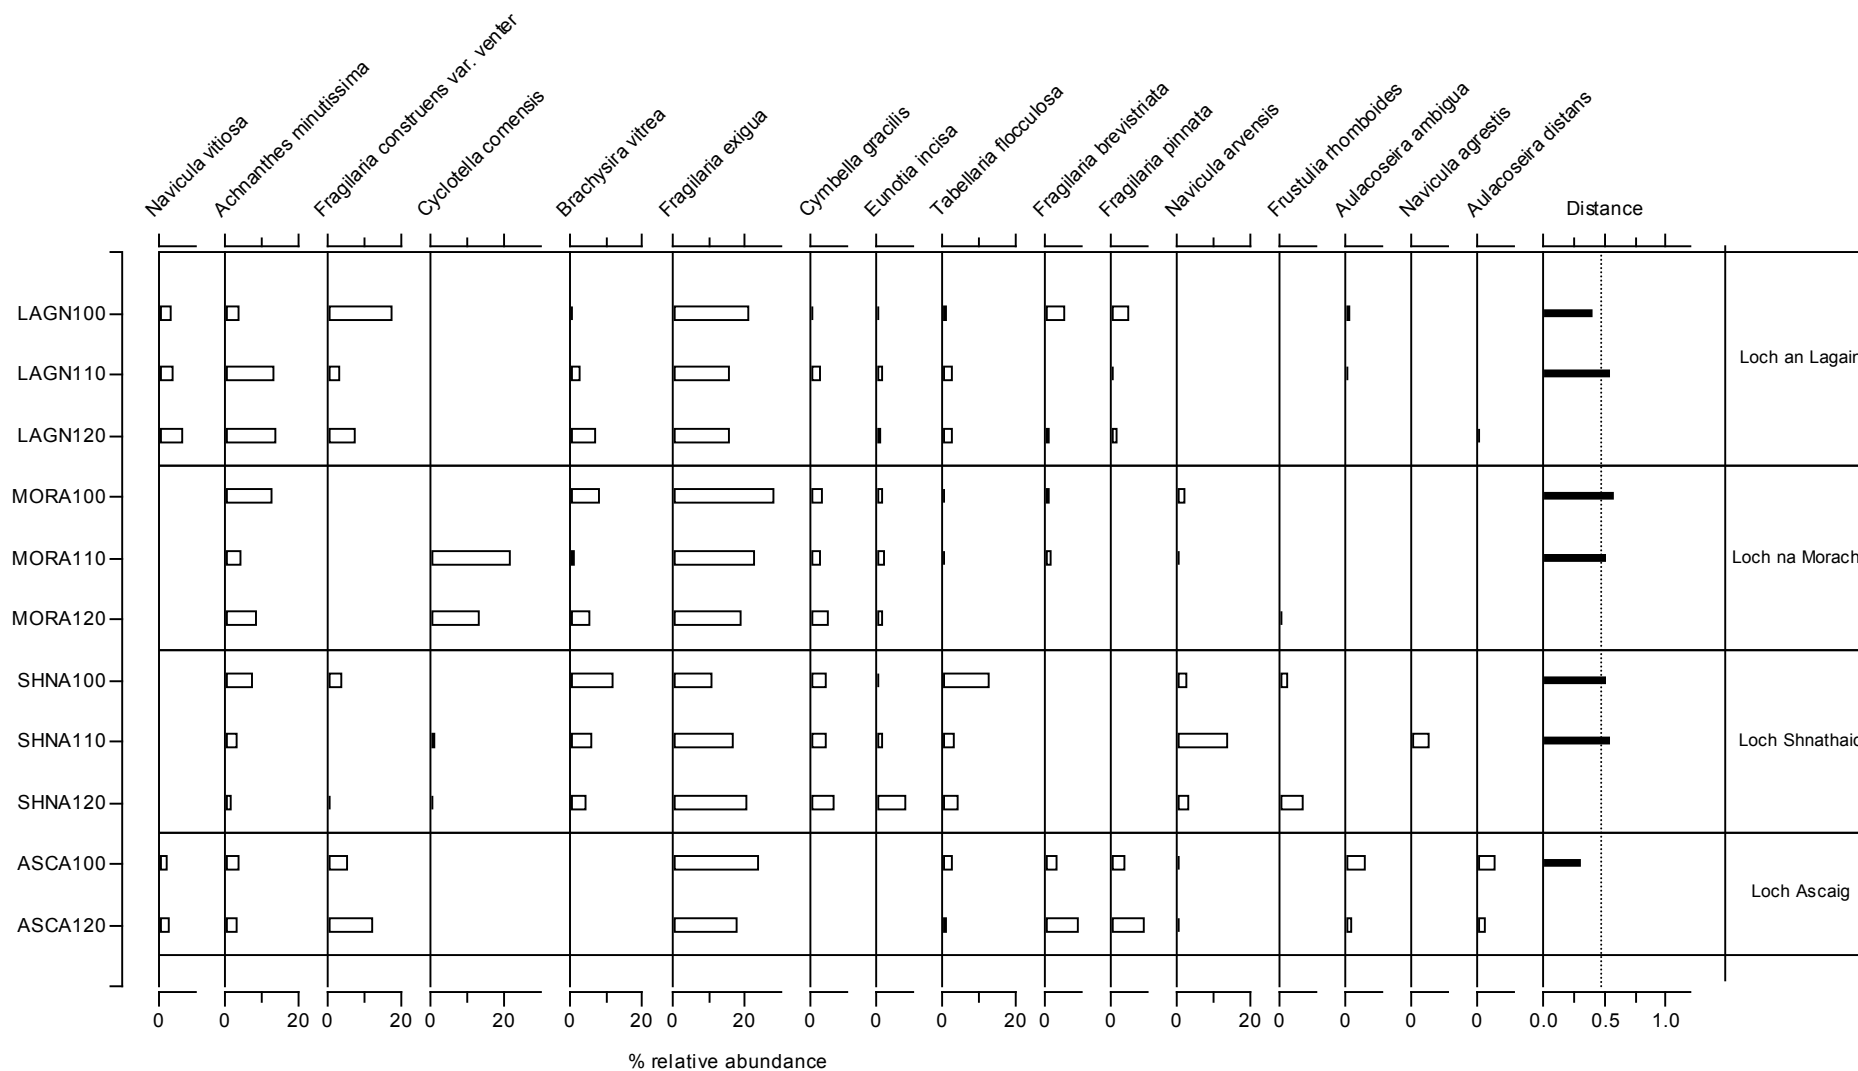 Navicula vitiosa
Achnanthes minutissima
Fragilaria construens var. venter
Cyclotella comensis
Brachysira vitrea
Fragilaria exigua
Cymbella gracilis
Eunotia incisa
Tabellaria flocculosa
Fragilaria brevistriata
Fragilaria pinnata
Navicula arvensis
Frustulia rhomboides
Aulacoseira ambigua
Navicula agrestis
Aulacoseira distans
Distance
LAGN100
LAGN110
Loch an Lagain
LAGN120
MORA100
MORA110
Loch na Morach
MORA120
SHNA100
SHNA110
Loch Shnathaid
SHNA120
ASCA100
Loch Ascaig
ASCA120
0 0 20 0 20 0 20 0 20 0 20 0 0 0 20 0 0 0 20 0 0 0 0 0.0 0.5 1.0
% relative abundance